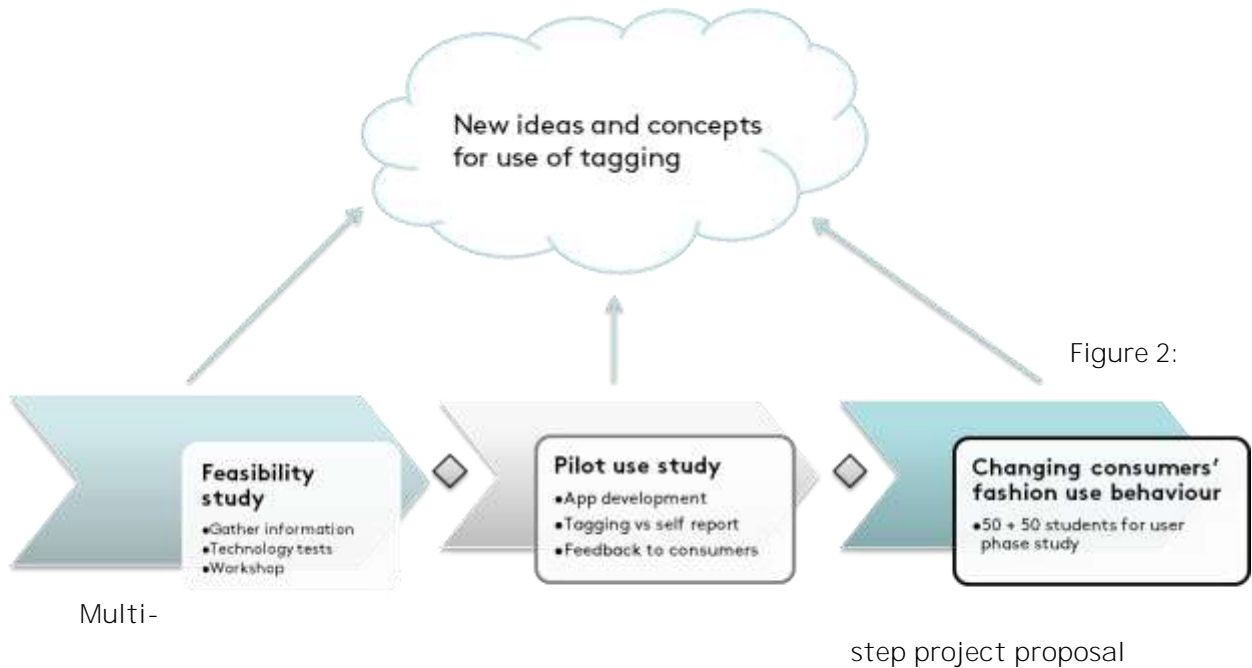 New ideas and concepts
for use of tagging
Feasibility
study
•Gather information
•Technology tests
•Workshop
Pilot use study
•App development
•Tagging vs self report
•Feedback to consumers
Changing consumers’
fashion use behaviour
•50 + 50 students for user
phase study
Figure 2:
Multi-
step project proposal